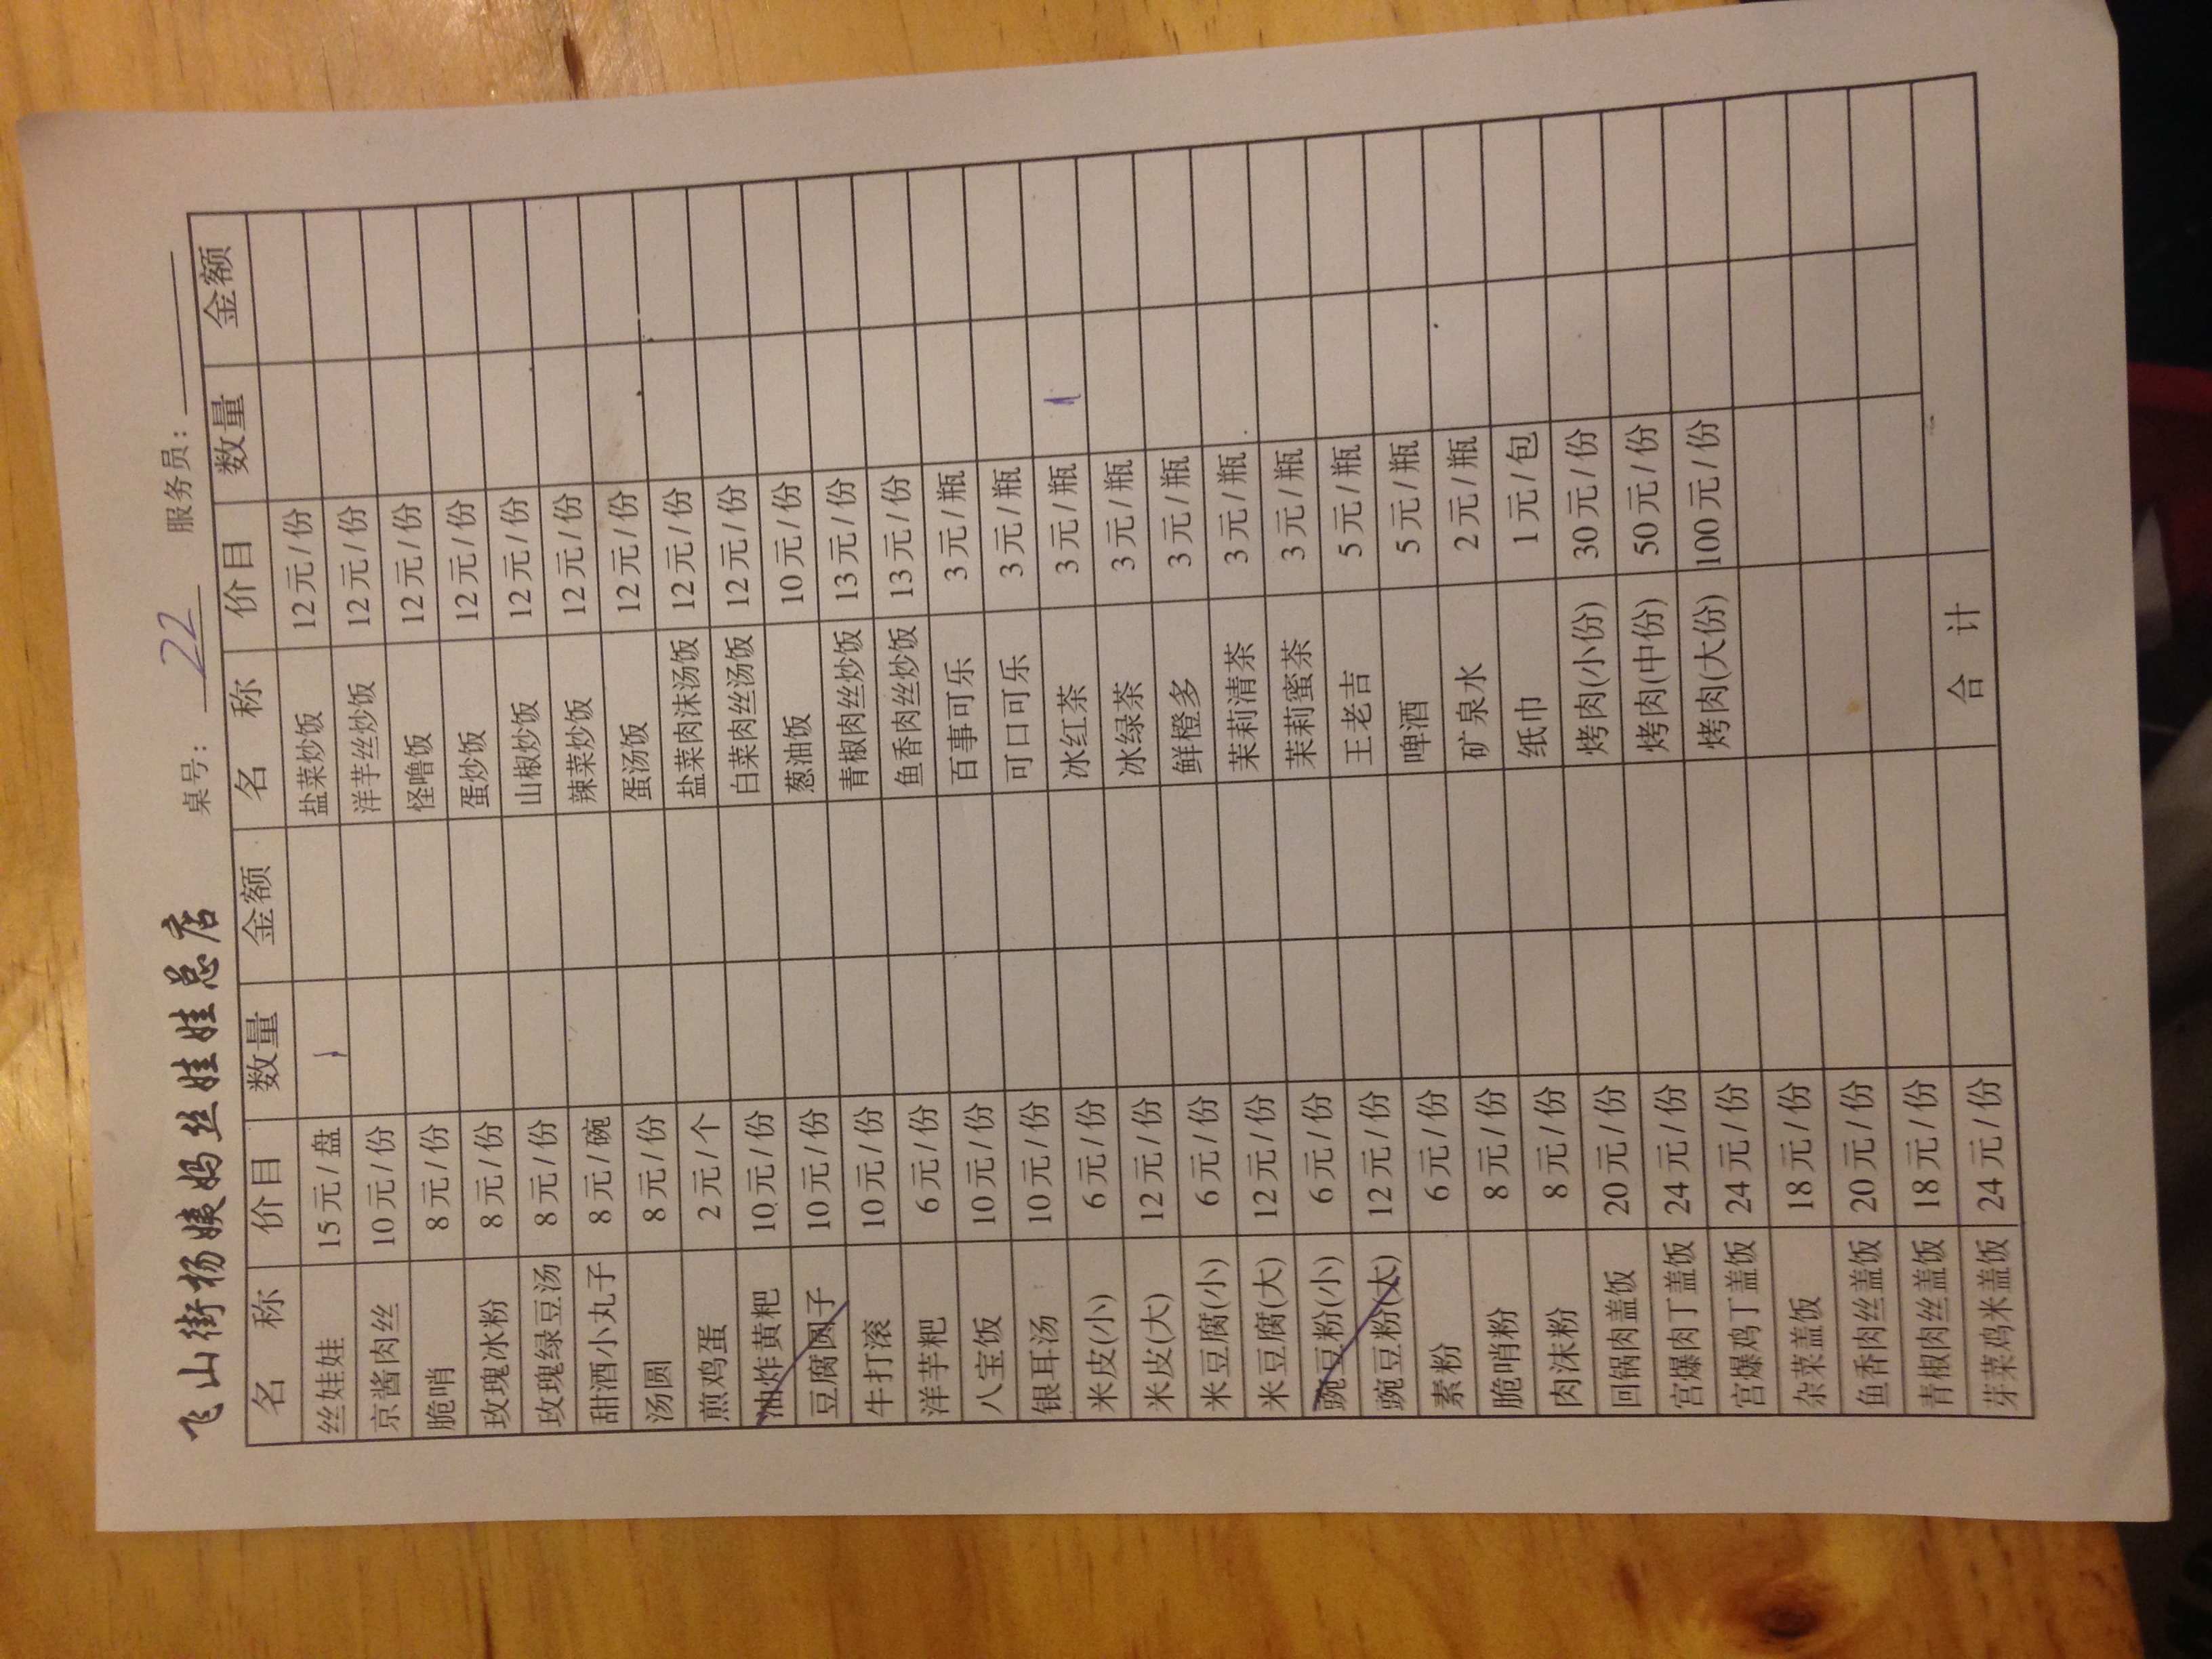 飞山街杨姨妈丝娃娃总店 桌号： 22 服务员：
名 称 价目 数量 金额 名 称 价目 数量 金额
丝娃娃 15元/盘 1 盐菜炒饭 12元/份
京酱肉丝 10元/份 洋芋丝炒饭 12元/份
脆哨 8元/份 怪噜饭 12元/份
玫瑰冰粉 8元/份 蛋炒饭 12元/份
玫瑰绿豆汤 8元/份 山椒炒饭 12元/份
甜酒小丸子 8元/碗 辣菜炒饭 12元/份
汤圆 8元/份 蛋汤饭 12元/份
煎鸡蛋 2元/个 盐菜肉沫汤饭 12元/份
油炸黄粑 10元/份 白菜肉丝汤饭 12元/份
豆腐圆子 10元/份 葱油饭 10元/份
牛打滚 10元/份 青椒肉丝炒饭 13元/份
洋芋粑 6元/份 鱼香肉丝炒饭 13元/份
八宝饭 10元/份 百事可乐 3元/瓶
银耳汤 10元/份 可口可乐 3元/瓶
米皮(小) 6元/份 冰红茶 3元/瓶 1
米皮(大) 12元/份 冰绿茶 3元/瓶
米豆腐(小) 6元/份 鲜橙多 3元/瓶
米豆腐(大) 12元/份 茉莉清茶 3元/瓶
豌豆粉(小) 6元/份 茉莉蜜茶 3元/瓶
豌豆粉(大) 12元/份 王老吉 5元/瓶
素粉 6元/份 啤酒 5元/瓶
脆哨粉 8元/份 矿泉水 2元/瓶
肉沫粉 8元/份 纸巾 1元/包
回锅肉盖饭 20元/份 烤肉(小份) 30元/份
宫爆肉丁盖饭 24元/份 烤肉(中份) 50元/份
宫爆鸡丁盖饭 24元/份 烤肉(大份) 100元/份
杂菜盖饭 18元/份
鱼香肉丝盖饭 20元/份
青椒肉丝盖饭 18元/份
芽菜鸡米盖饭 24元/份 合 计